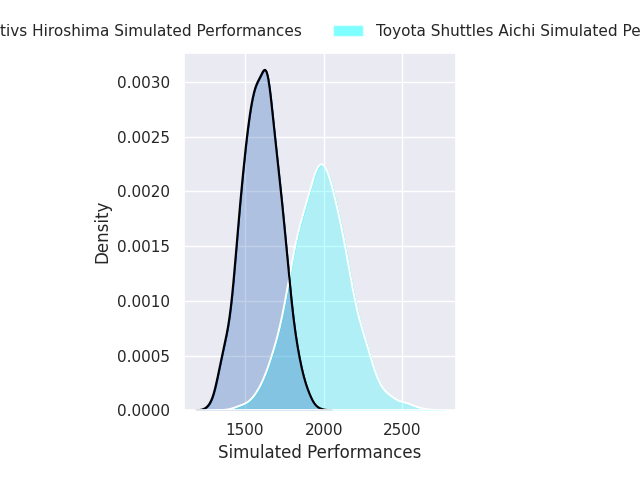 tivs Hiroshima Simulated Performances
Toyota Shuttles Aichi Simulated Pe
0.0030
0.0025
0.0020
0.0015
0.0010
0.0005
0.0000
Density
1500 2000 2500
Simulated Performances